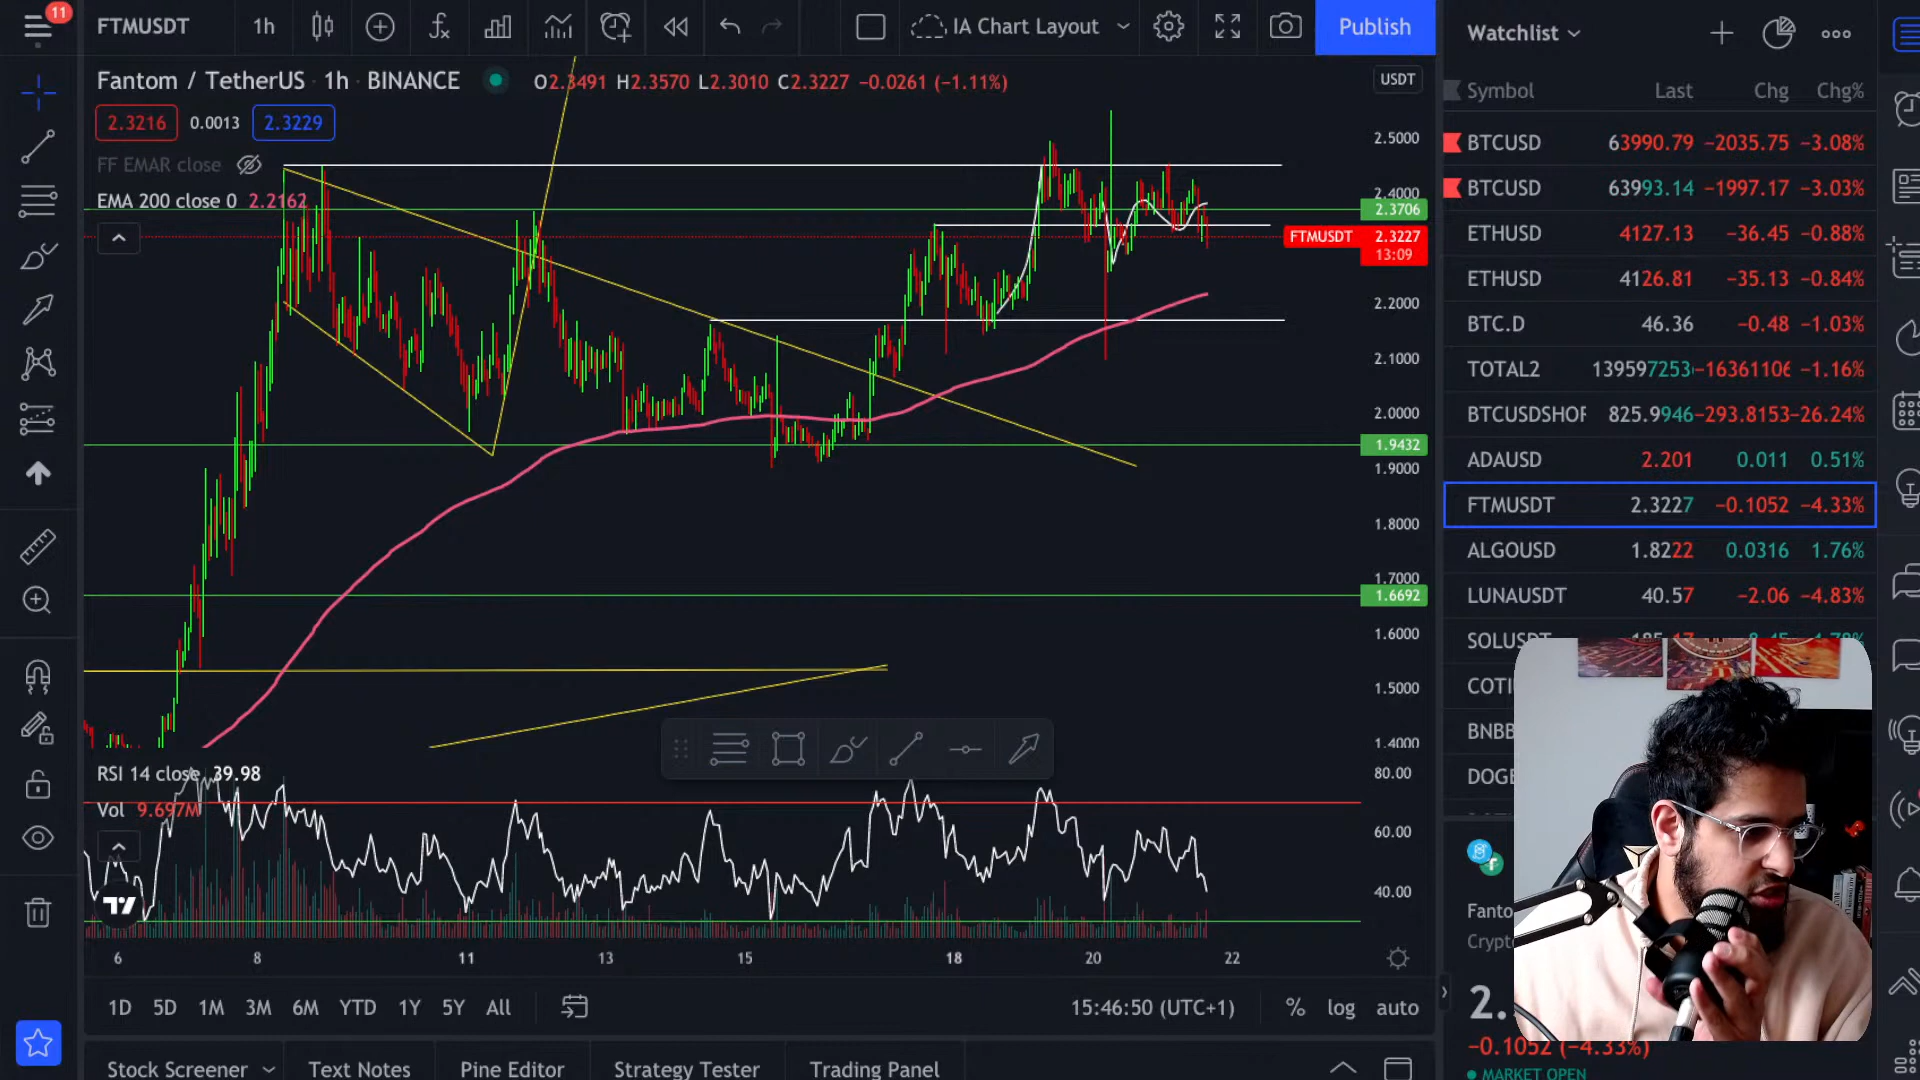 11
FTMUSDT
1h
IA Chart Layout
Publish
Fantom / TetherUS · 1h · BINANCE
O2.3491 H2.3570 L2.3010 C2.3227 −0.0261 (−1.11%)
2.3216
0.0013
2.3229
FF EMAR close
EMA 200 close 0 2.2162
USDT
2.5000
2.4000
2.3706
FTMUSDT 2.3227
13:09
2.2000
2.1000
2.0000
1.9432
1.9000
1.8000
1.7000
1.6692
1.6000
1.5000
1.4000
RSI 14 close 39.98
Vol 9.697M
80.00
60.00
40.00
6
8
11
13
15
18
20
22
1D
5D
1M
3M
6M
YTD
1Y
5Y
All
15:46:50 (UTC+1)
%
log
auto
Stock Screener
Text Notes
Pine Editor
Strategy Tester
Trading Panel
Watchlist
Symbol Last Chg Chg%
BTCUSD 63990.79 −2035.75 −3.08%
BTCUSD 63993.14 −1997.17 −3.03%
ETHUSD 4127.13 −36.45 −0.88%
ETHUSD 4126.81 −35.13 −0.84%
BTC.D 46.36 −0.48 −1.03%
TOTAL2 139597253 −16361106 −1.16%
BTCUSDSHOF 825.9946 −293.8153 −26.24%
ADAUSD 2.201 0.011 0.51%
FTMUSDT 2.3227 −0.1052 −4.33%
ALGOUSD 1.8222 0.0316 1.76%
LUNAUSDT 40.57 −2.06 −4.83%
SOLUSDT
COTI
BNBB
DOGE
Fanto
Crypt
2.
−0.1052 (−4.33%)
MARKET OPEN